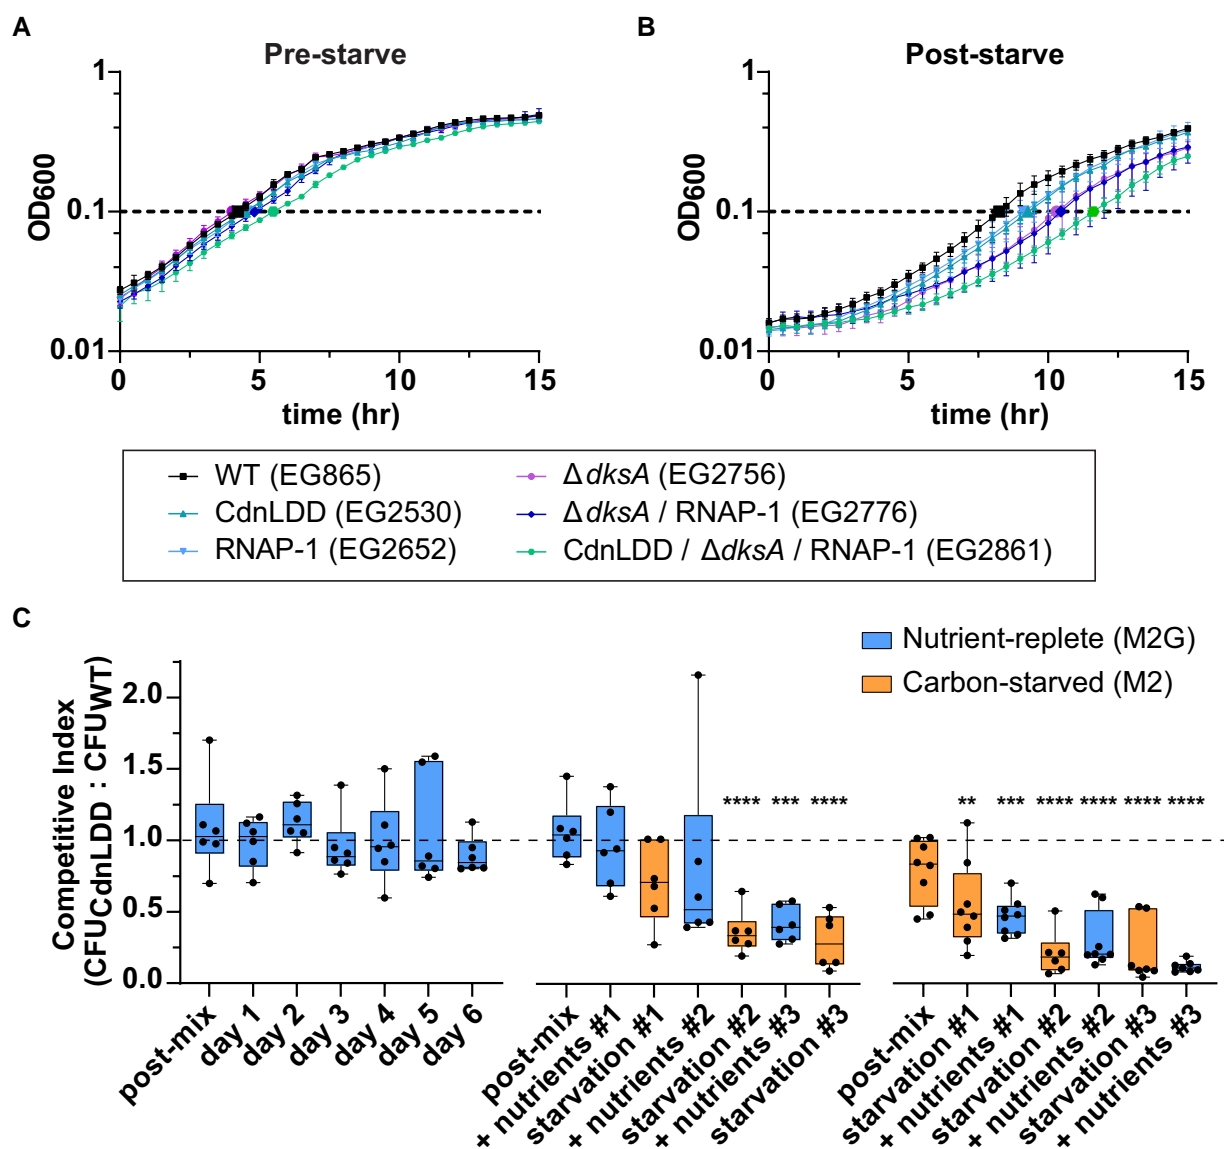 A
B
Pre-starve
Post-starve
OD600
1
0.1
0.01
0
5
10
15
time (hr)
OD600
1
0.1
0.01
0
5
10
15
time (hr)
WT (EG865)
CdnLDD (EG2530)
RNAP-1 (EG2652)
ΔdksA (EG2756)
ΔdksA / RNAP-1 (EG2776)
CdnLDD / ΔdksA / RNAP-1 (EG2861)
C
Nutrient-replete (M2G)
Carbon-starved (M2)
Competitive Index
(CFUCdnLDD : CFUWT)
2.0
1.5
1.0
0.5
0.0
**** *** ****
** *** **** **** **** ****
post-mix
day 1
day 2
day 3
day 4
day 5
day 6
post-mix
+ nutrients #1
starvation #1
+ nutrients #2
starvation #2
+ nutrients #3
starvation #3
post-mix
starvation #1
+ nutrients #1
starvation #2
+ nutrients #2
starvation #3
+ nutrients #3